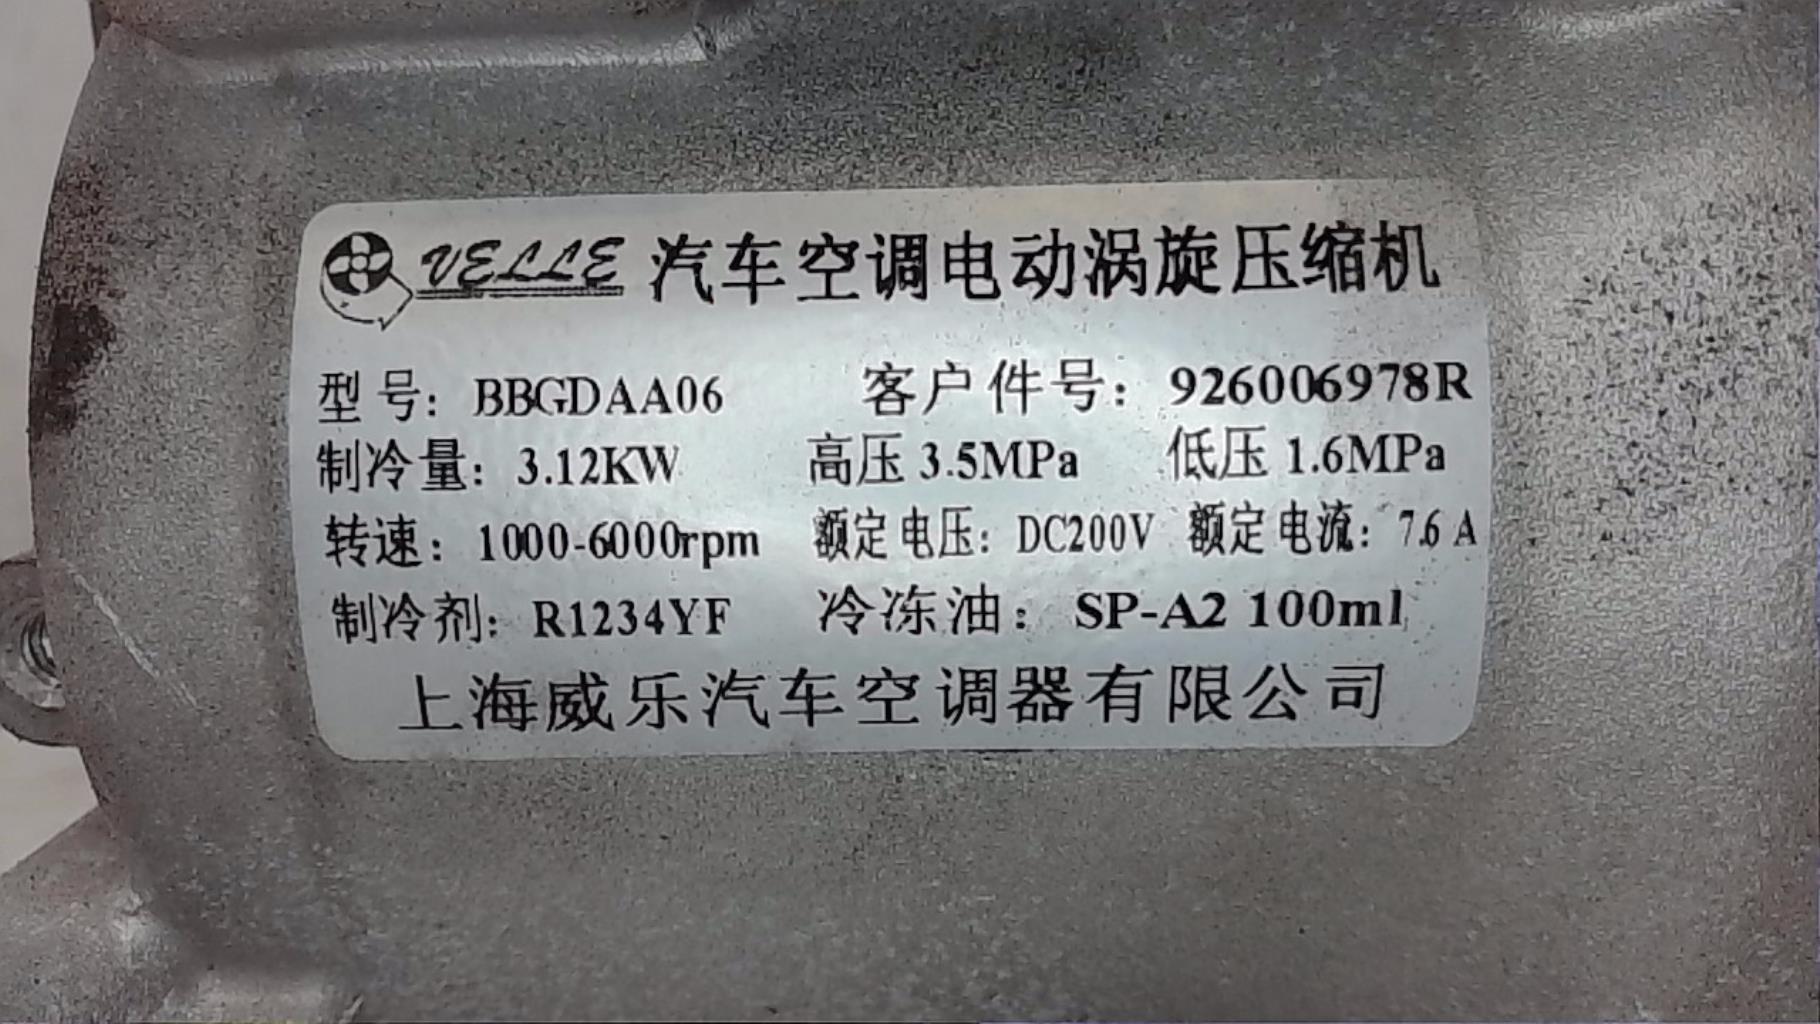 VELLE 汽车空调电动涡旋压缩机
型号：BBGDAA06 客户件号：926006978R
制冷量：3.12KW 高压 3.5MPa 低压 1.6MPa
转速：1000-6000rpm 额定电压：DC200V 额定电流：7.6 A
制冷剂：R1234YF 冷冻油：SP-A2 100ml
上海威乐汽车空调器有限公司